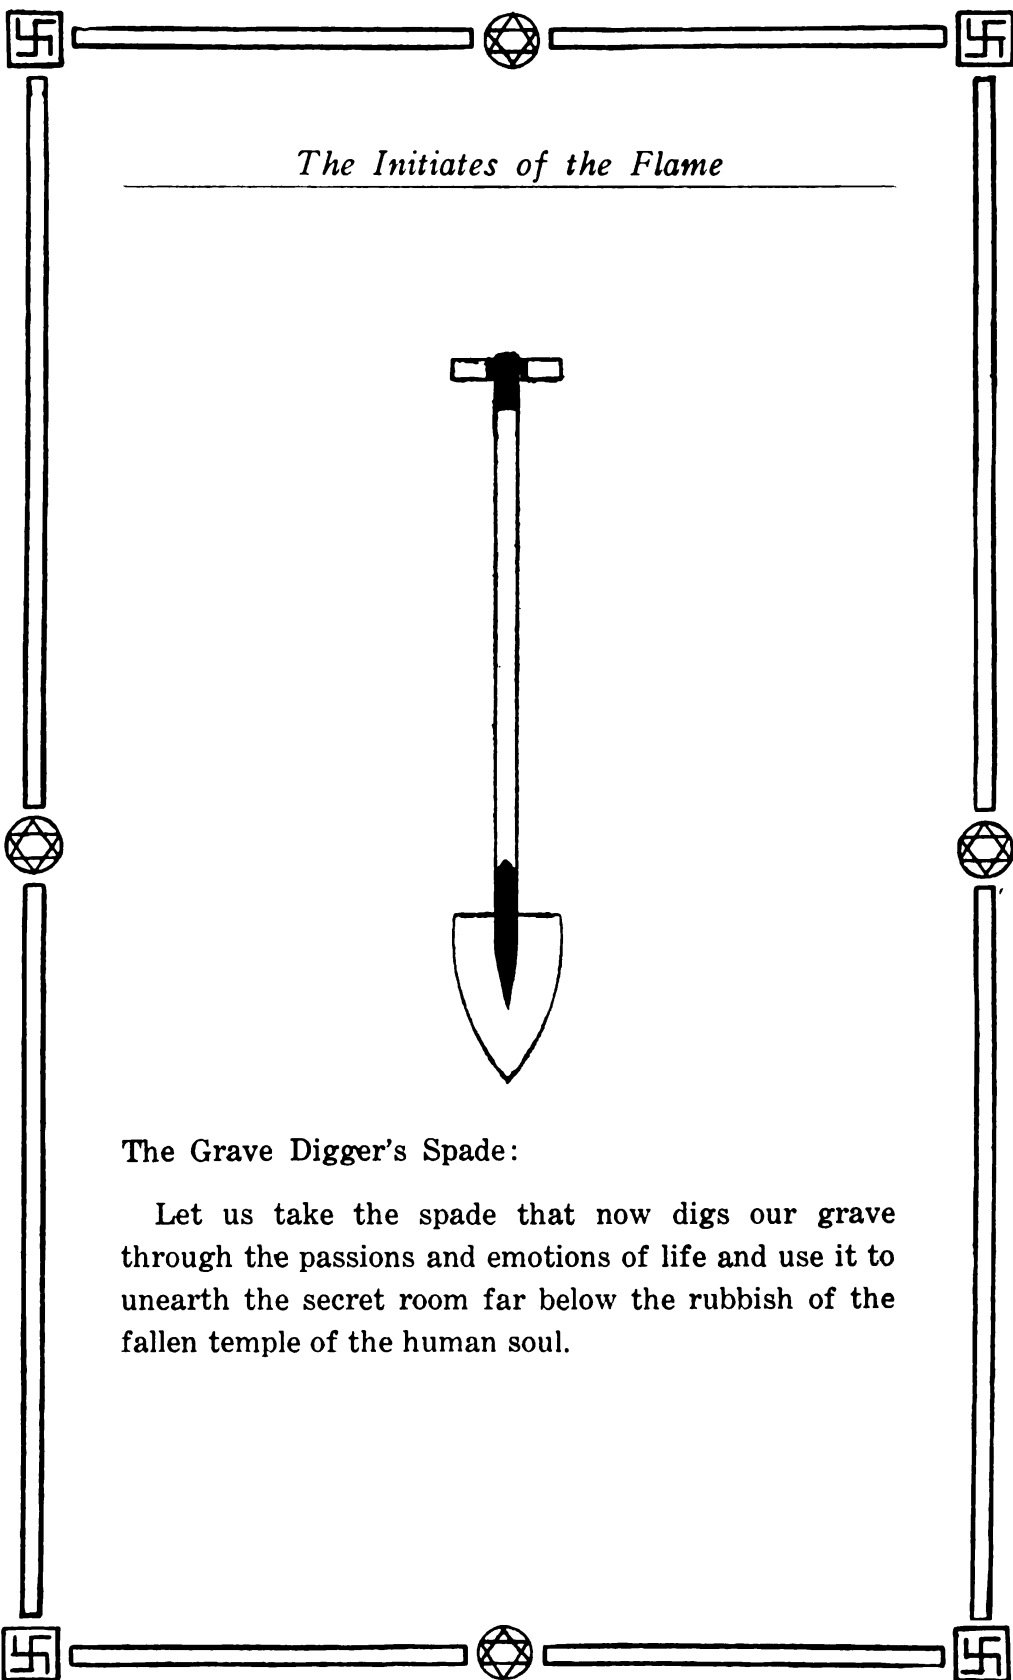 The Initiates of the Flame
The Grave Digger's Spade:
Let us take the spade that now digs our grave
through the passions and emotions of life and use it to
unearth the secret room far below the rubbish of the
fallen temple of the human soul.